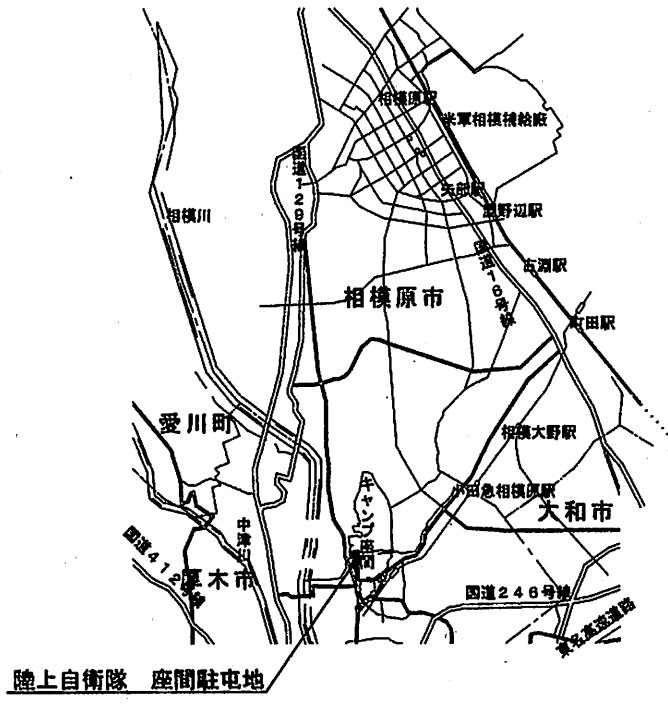 相模原駅
米軍相模補給廠
国道129号線
矢部駅
相模川
淵野辺駅
国道16号線
古淵駅
相模原市
町田駅
愛川町
相模大野駅
キャンプ座間
小田急相模原駅
大和市
中津川
国道412号線
厚木市
国道246号線
東名高速道路
陸上自衛隊 座間駐屯地